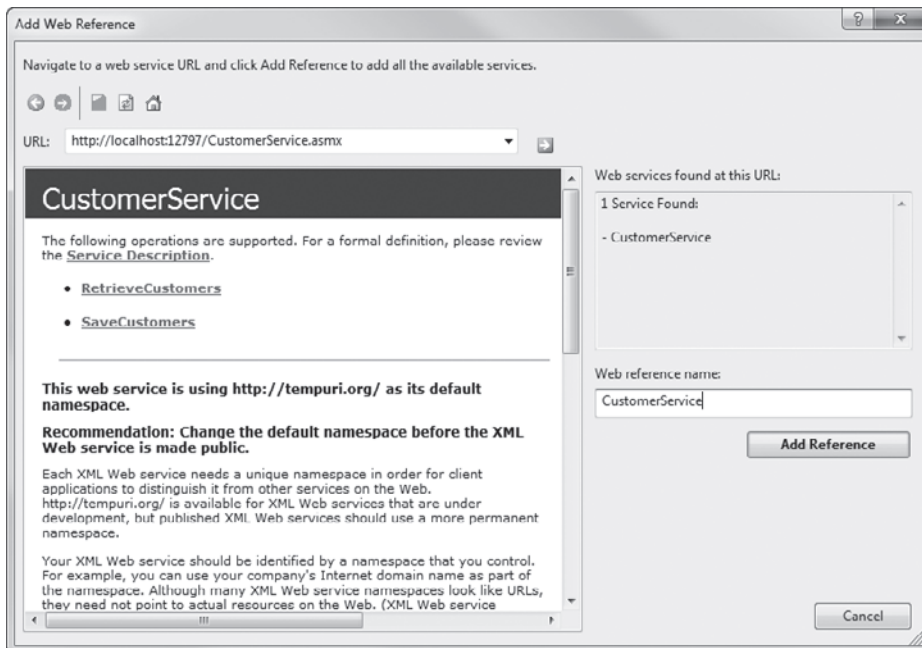 Add Web Reference
Navigate to a web service URL and click Add Reference to add all the available services.
URL: http://localhost:12797/CustomerService.asmx
CustomerService
The following operations are supported. For a formal definition, please review
the Service Description.
• RetrieveCustomers
• SaveCustomers
This web service is using http://tempuri.org/ as its default
namespace.
Recommendation: Change the default namespace before the XML
Web service is made public.
Each XML Web service needs a unique namespace in order for client
applications to distinguish it from other services on the Web.
http://tempuri.org/ is available for XML Web services that are under
development, but published XML Web services should use a more permanent
namespace.
Your XML Web service should be identified by a namespace that you control.
For example, you can use your company's Internet domain name as part of
the namespace. Although many XML Web service namespaces look like URLs,
they need not point to actual resources on the Web. (XML Web service
Web services found at this URL:
1 Service Found:
- CustomerService
Web reference name:
CustomerService
Add Reference
Cancel